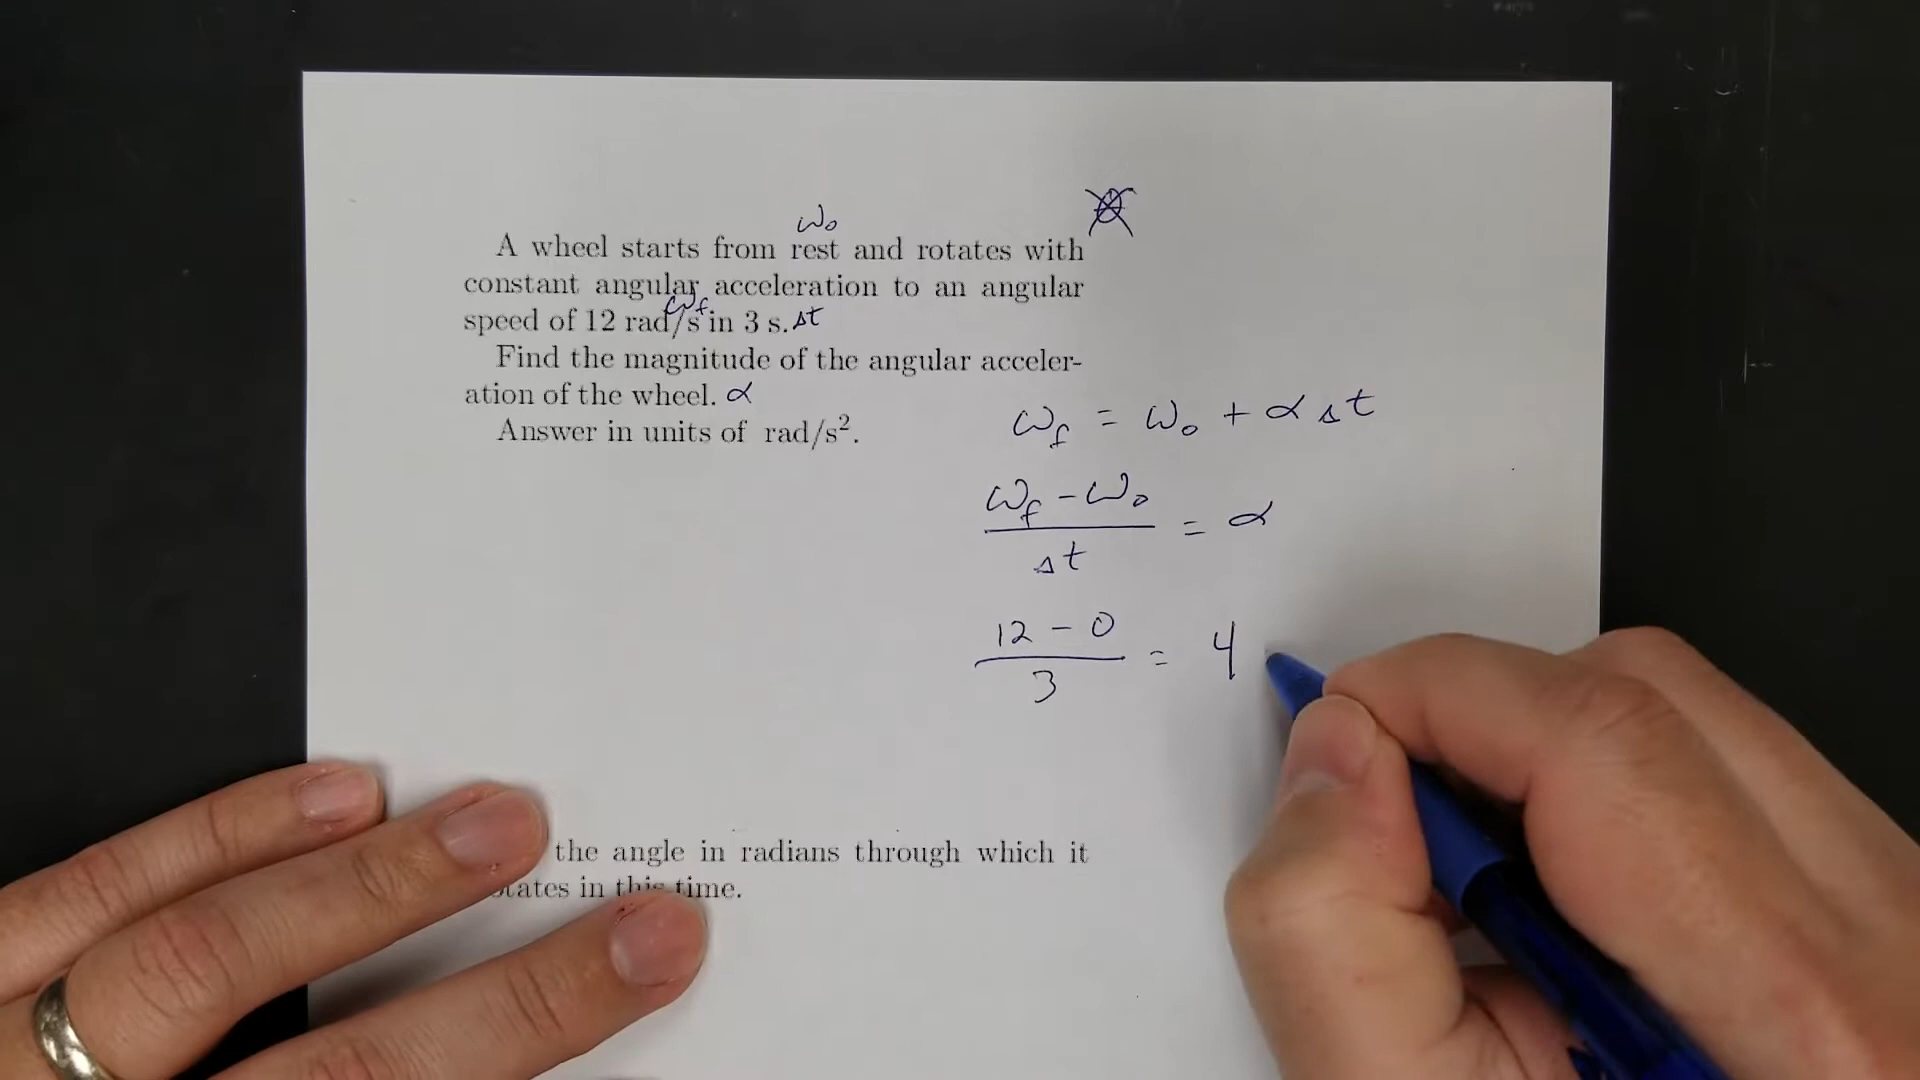 ω₀
A wheel starts from rest and rotates with
constant angular acceleration to an angular
ωf
speed of 12 rad/s in 3 s. Δt
Find the magnitude of the angular acceler-
ation of the wheel. α
Answer in units of rad/s².
ωf = ω₀ + α Δt
ωf - ω₀
Δt
= α
12 - 0
3
= 4
the angle in radians through which it
in this time.